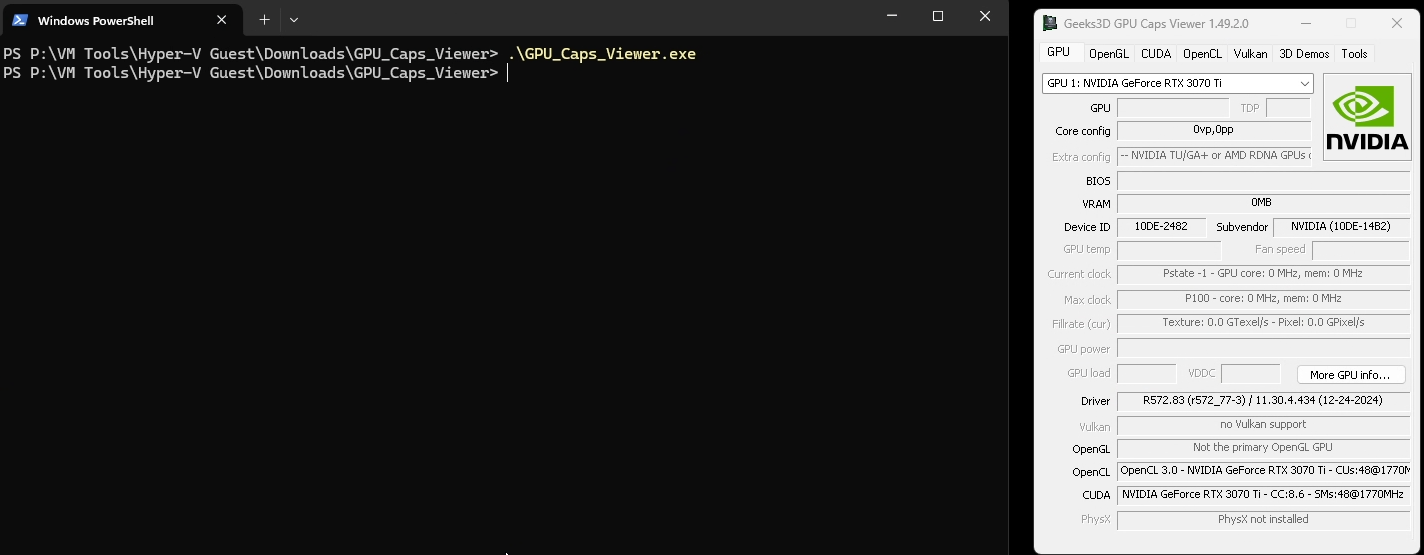 Windows PowerShell
PS P:\VM Tools\Hyper-V Guest\Downloads\GPU_Caps_Viewer> .\GPU_Caps_Viewer.exe
PS P:\VM Tools\Hyper-V Guest\Downloads\GPU_Caps_Viewer>
Geeks3D GPU Caps Viewer 1.49.2.0
GPU OpenGL CUDA OpenCL Vulkan 3D Demos Tools
GPU 1: NVIDIA GeForce RTX 3070 Ti
NVIDIA
GPU TDP
Core config 0vp,0pp
Extra config -- NVIDIA TU/GA+ or AMD RDNA GPUs
BIOS
VRAM 0MB
Device ID 10DE-2482 Subvendor NVIDIA (10DE-14B2)
GPU temp Fan speed
Current clock Pstate -1 - GPU core: 0 MHz, mem: 0 MHz
Max clock P100 - core: 0 MHz, mem: 0 MHz
Fillrate (cur) Texture: 0.0 GTexel/s - Pixel: 0.0 GPixel/s
GPU power
GPU load VDDC More GPU info...
Driver R572.83 (r572_77-3) / 11.30.4.434 (12-24-2024)
Vulkan no Vulkan support
OpenGL Not the primary OpenGL GPU
OpenCL OpenCL 3.0 - NVIDIA GeForce RTX 3070 Ti - CUs:48@1770M
CUDA NVIDIA GeForce RTX 3070 Ti - CC:8.6 - SMs:48@1770MHz
PhysX PhysX not installed